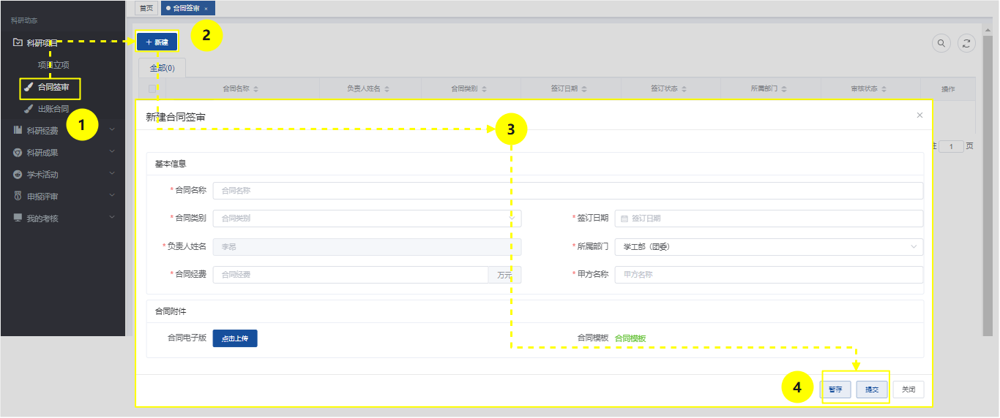 科研动态
首页
合同签审 ×
科研项目
项目立项
合同签审
出账合同
科研经费
科研成果
学术活动
申报评审
我的考核
1
+ 新建
2
全部(0)
合同名称 负责人姓名 合同类别 签订日期 签订状态 所属部门 审核状态 操作
1 页
新建合同签审 ×
3
基本信息
* 合同名称 合同名称
* 合同类别 合同类别 * 签订日期 签订日期
* 负责人姓名 李昂 * 所属部门 学工部（团委）
* 合同经费 合同经费 万元 * 甲方名称 甲方名称
合同附件
合同电子版 点击上传 合同模板 合同模板
4
暂存 提交 关闭